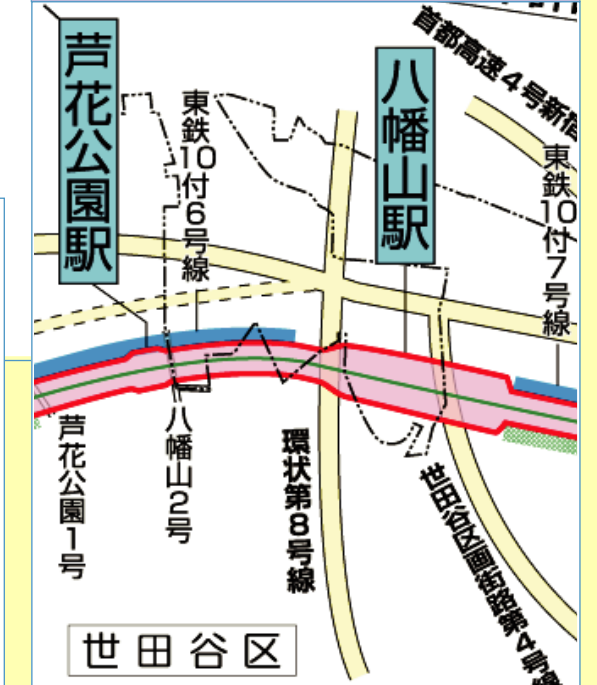 首都高速4号新宿
芦花公園駅
東鉄10付6号線
八幡山駅
東鉄10付7号線
芦花公園1号
八幡山2号
環状第8号線
世田谷区画街路第4号線
世田谷区